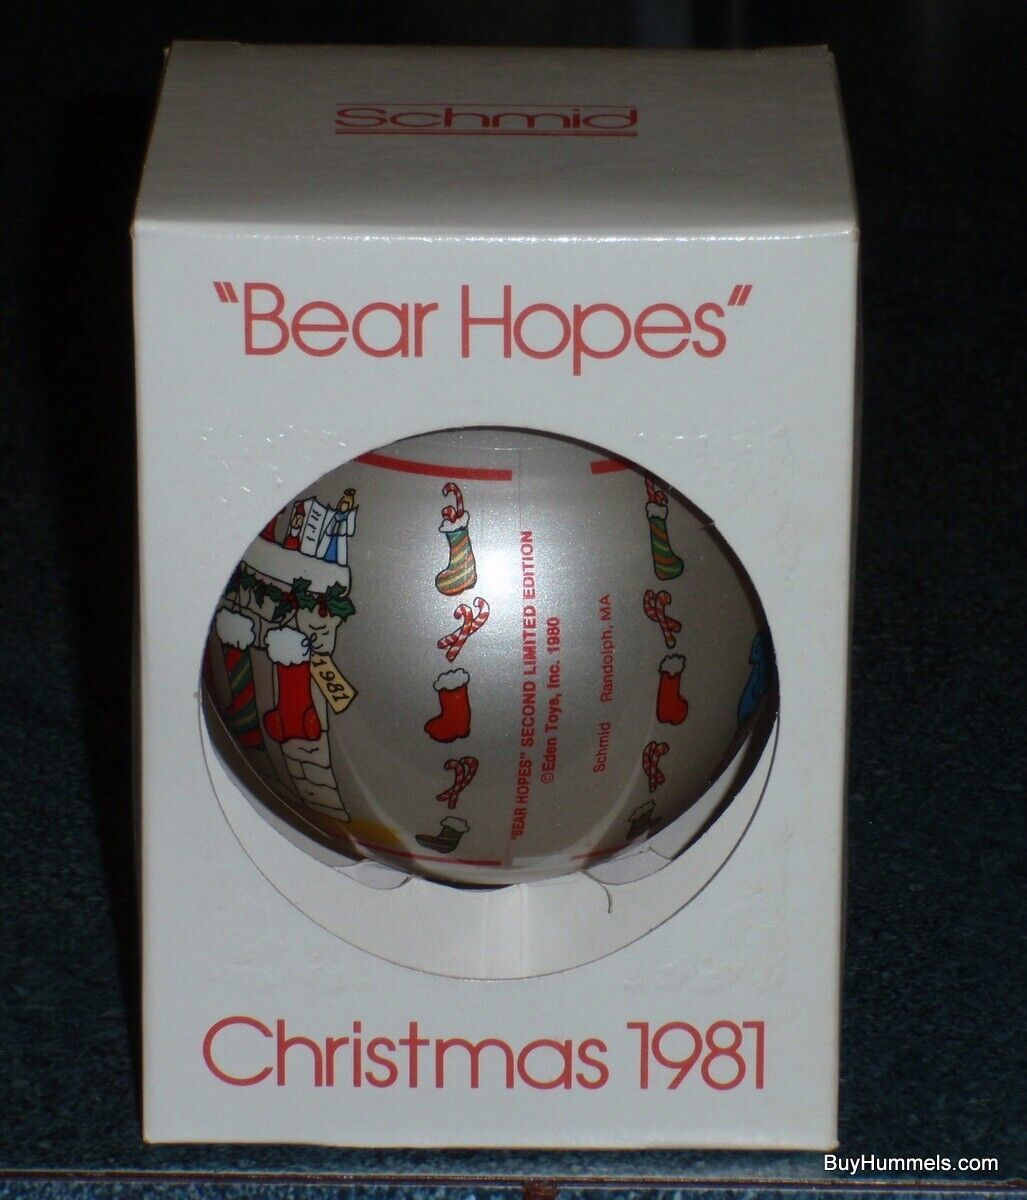 Schmid
"Bear Hopes"
1981
"BEAR HOPES" SECOND LIMITED EDITION
©Eden Toys, Inc. 1980
Schmid Randolph, MA
Christmas 1981
BuyHummels.com